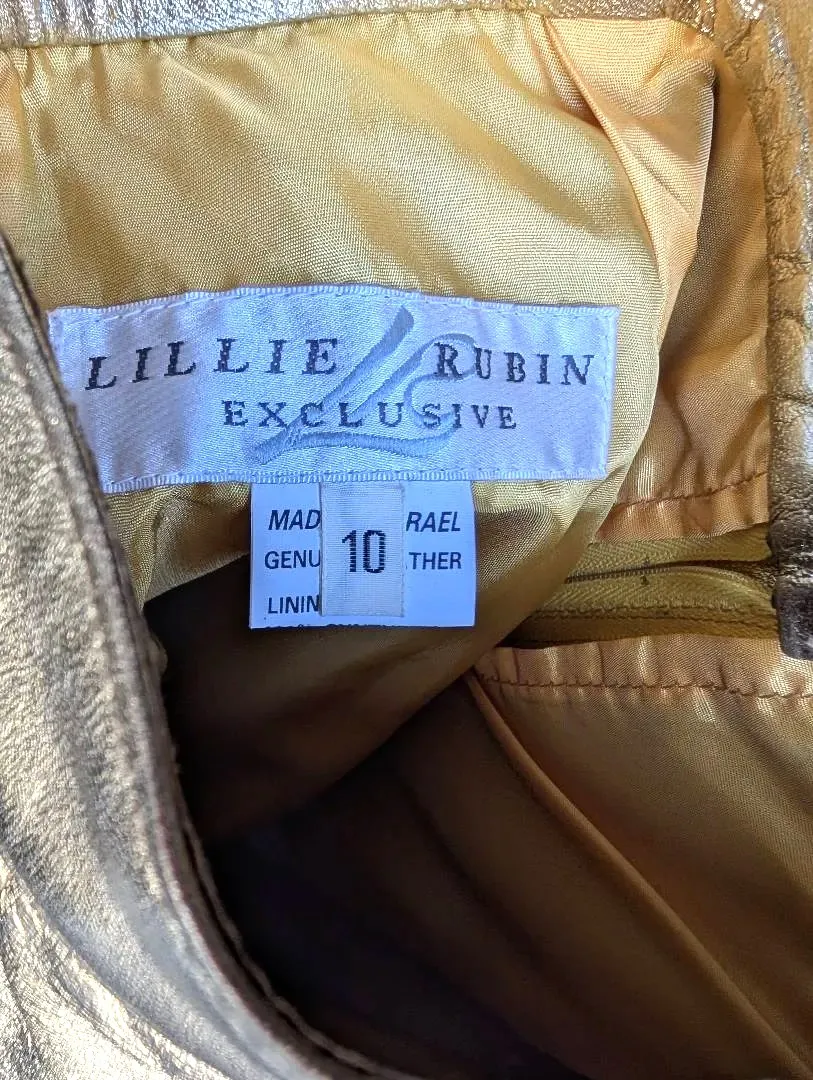 LILLIE RUBIN
EXCLUSIVE
MAD 10 RAEL
GENU THER
LININ